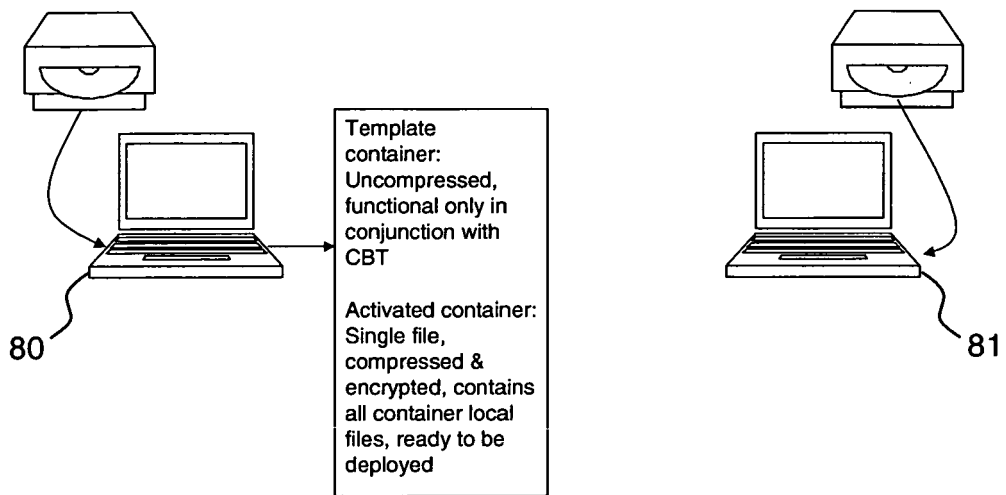 Template
container:
Uncompressed,
functional only in
conjunction with
CBT
Activated container:
Single file,
compressed &
encrypted, contains
all container local
files, ready to be
deployed
80
81